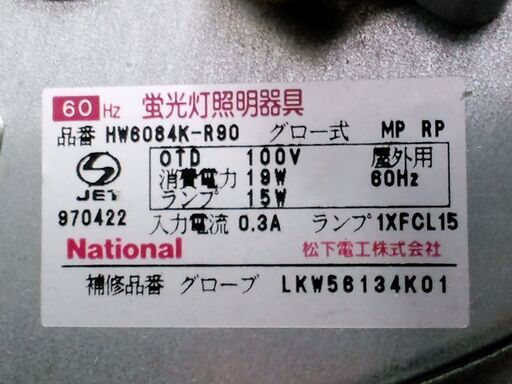 60 Hz 蛍光灯照明器具
品番 HW6084K-R90 グロー式 MP RP
OTD 100V 屋外用
消費電力 19W 60Hz
ランプ 15W
JET
970422 入力電流 0.3A ランプ 1XFCL15
National 松下電工株式会社
補修品番 グローブ LKW56134K01